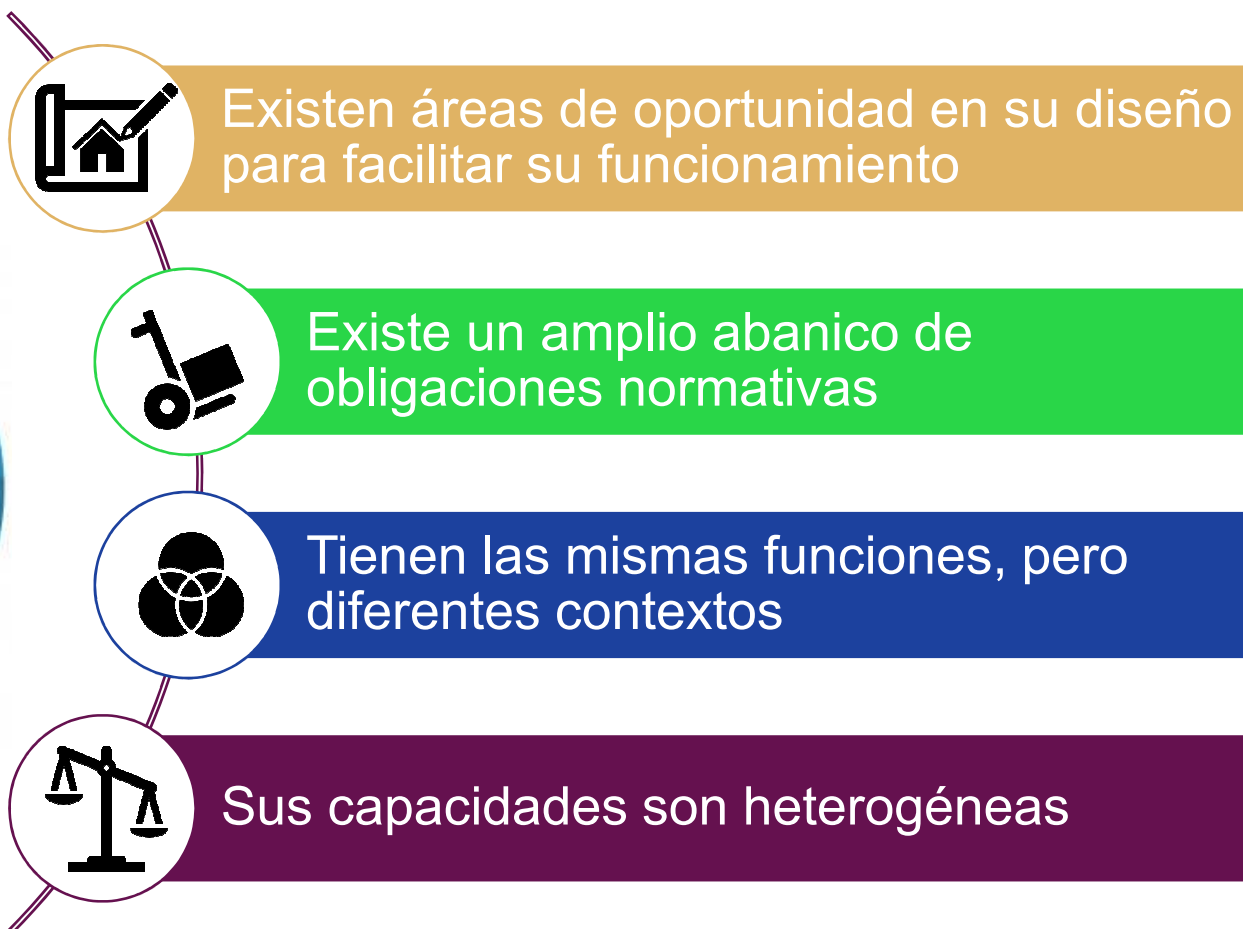 Existen áreas de oportunidad en su diseño
para facilitar su funcionamiento
Existe un amplio abanico de
obligaciones normativas
Tienen las mismas funciones, pero
diferentes contextos
Sus capacidades son heterogéneas